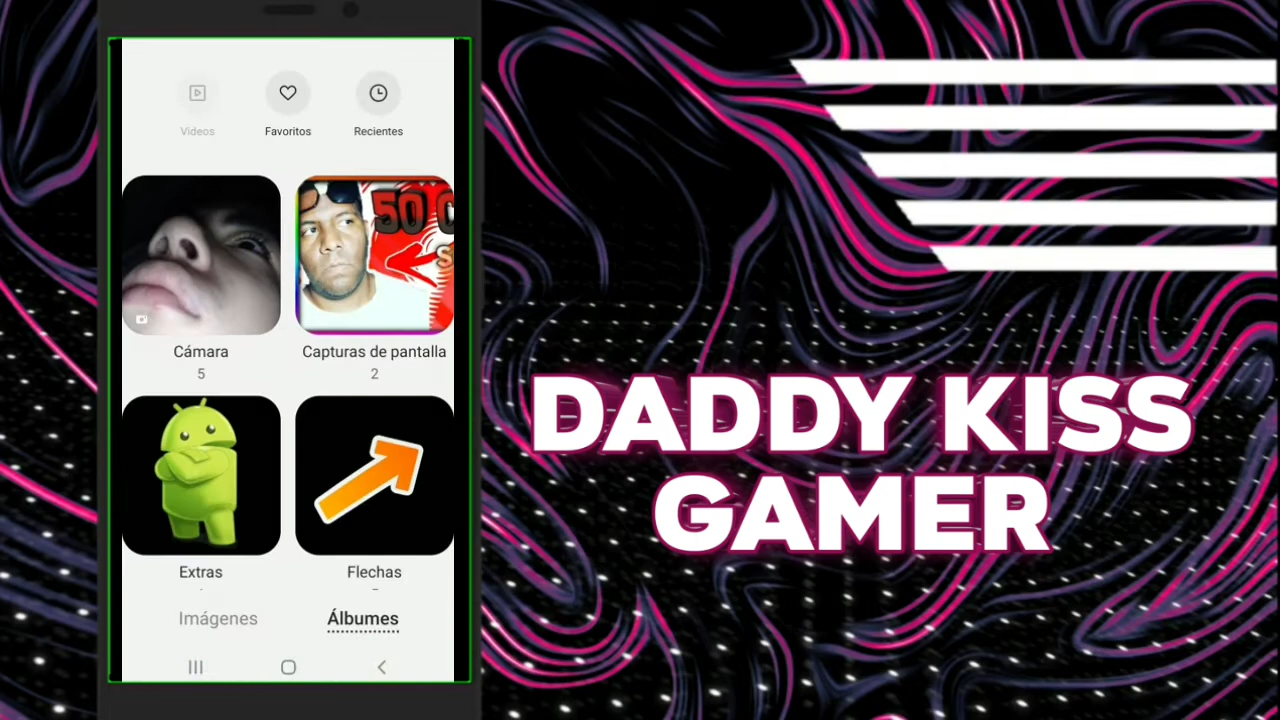 Videos
Favoritos
Recientes
50
Cámara
Capturas de pantalla
5
2
Extras
Flechas
Imágenes
Álbumes
DADDY KISS
GAMER